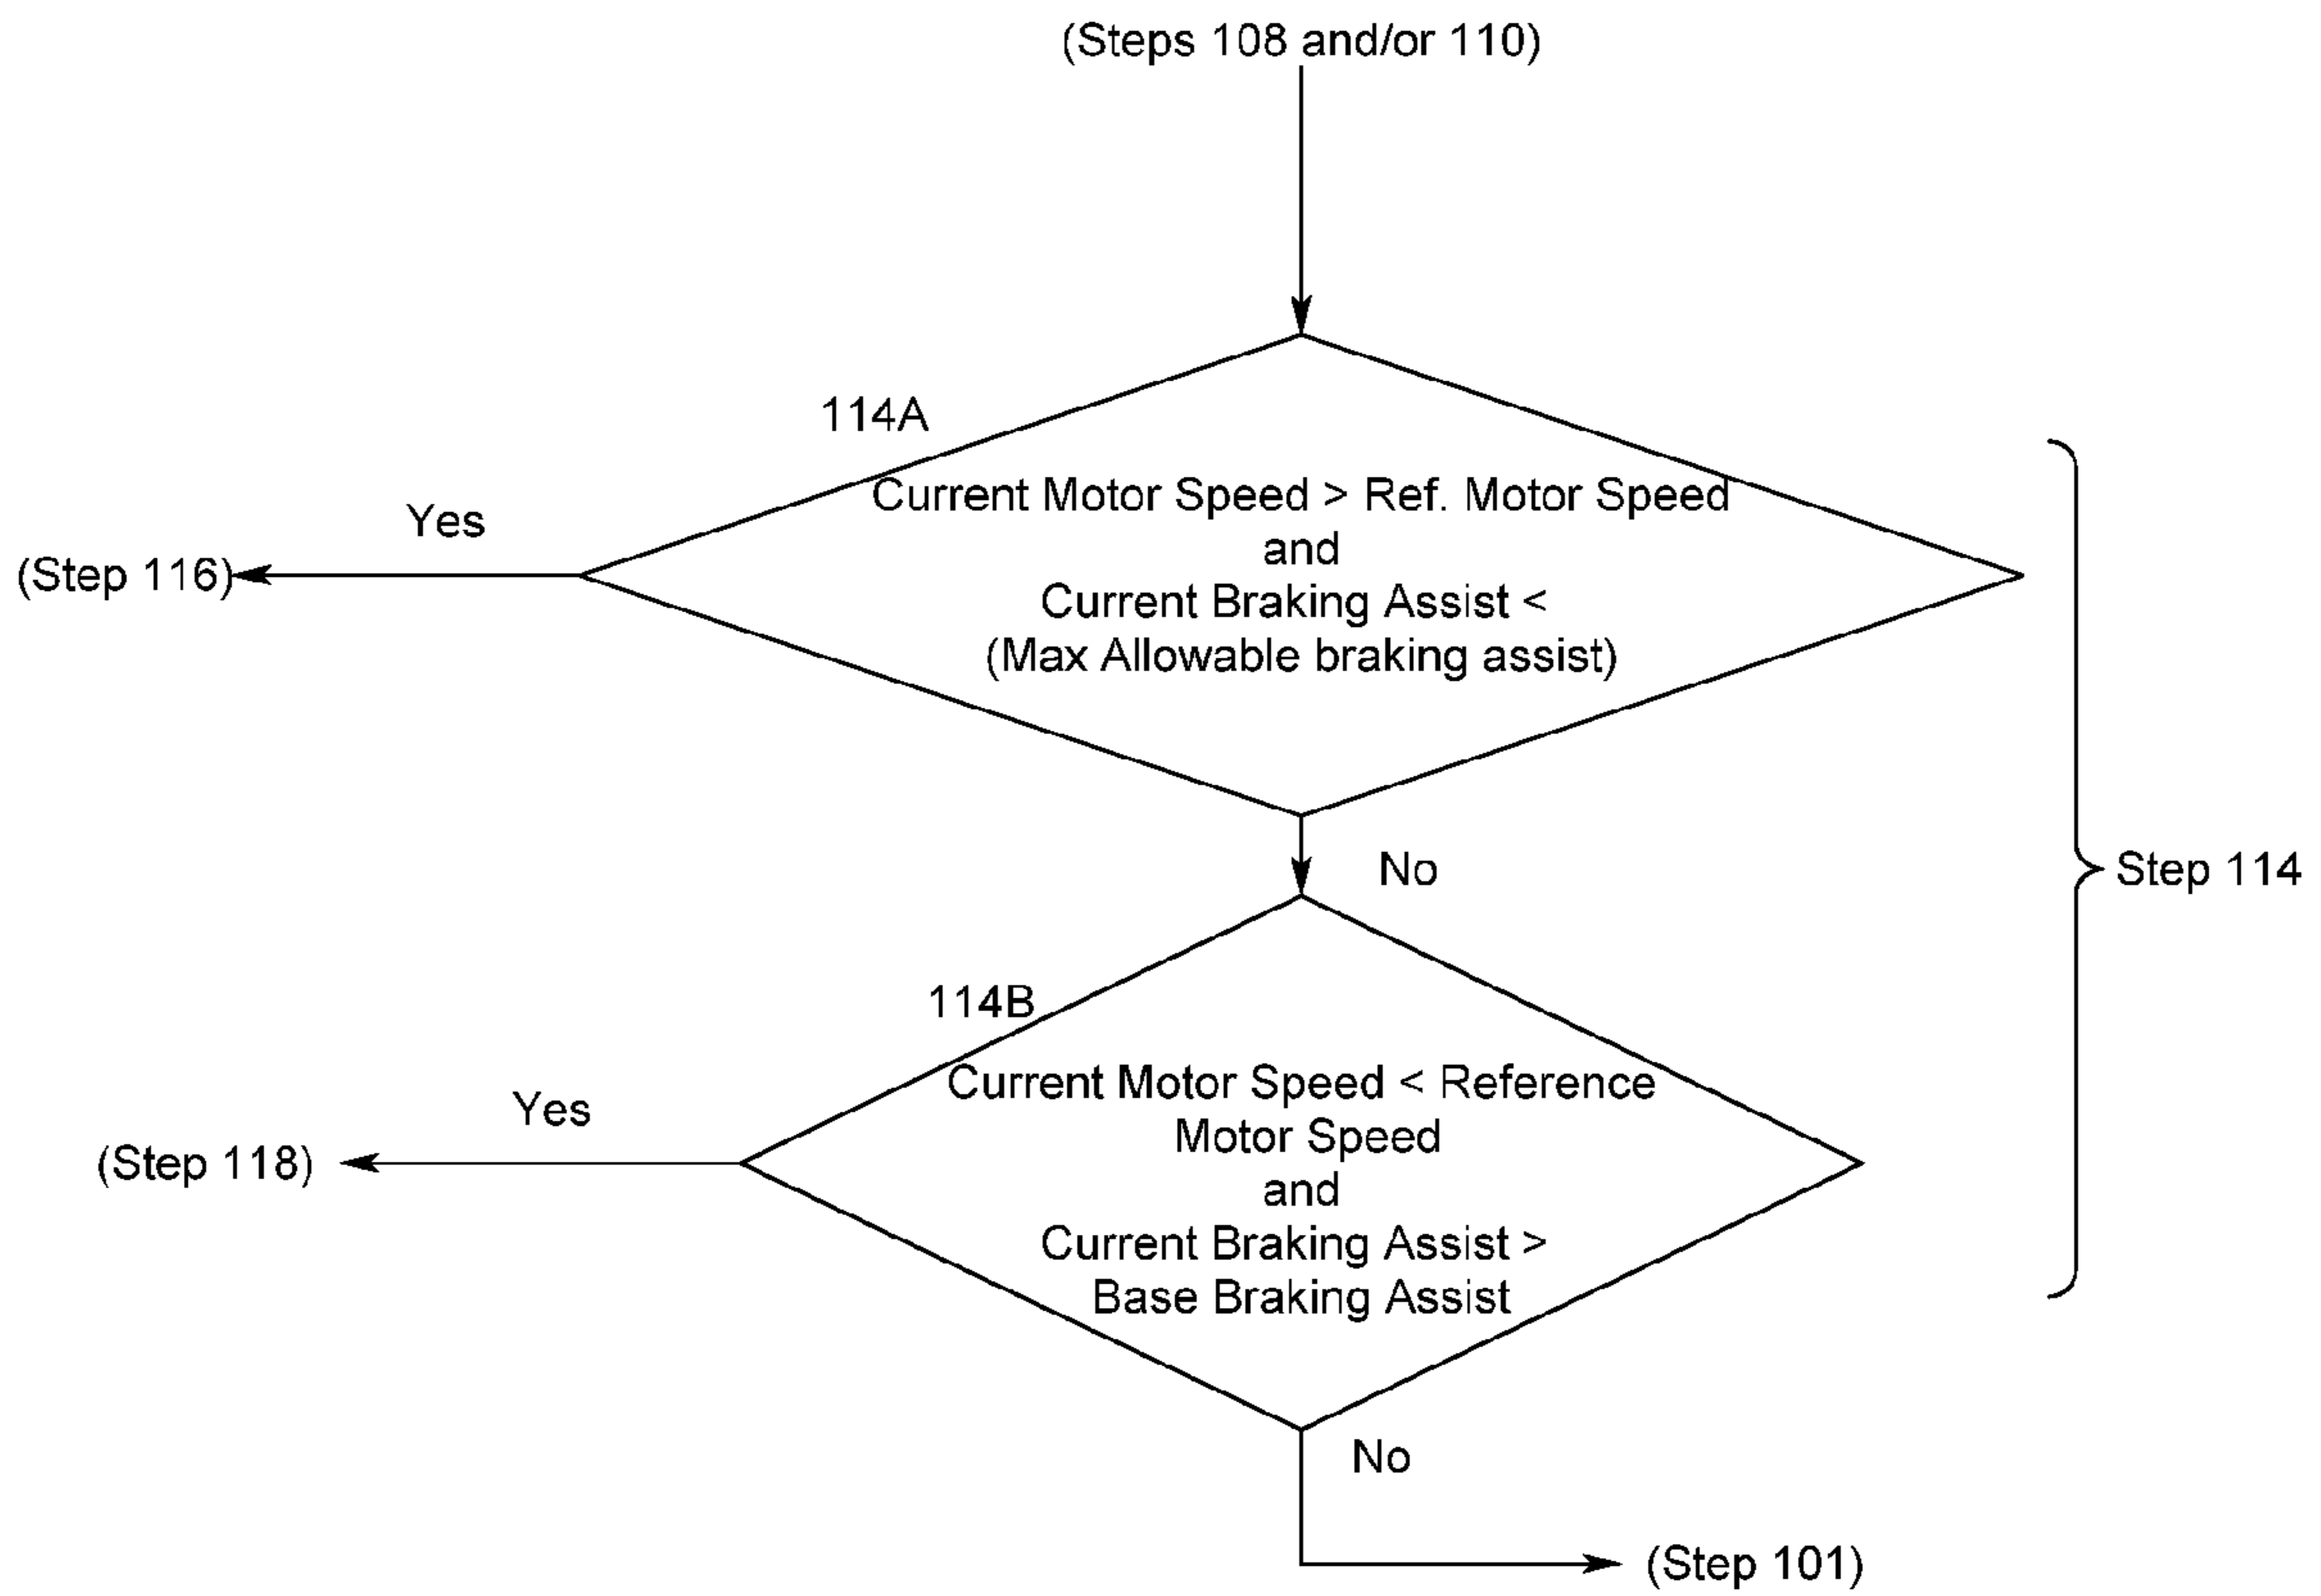 (Steps 108 and/or 110)
114A
Current Motor Speed > Ref. Motor Speed
and
Current Braking Assist <
(Max Allowable braking assist)
Yes
(Step 116)
No
Step 114
114B
Current Motor Speed < Reference
Motor Speed
and
Current Braking Assist >
Base Braking Assist
Yes
(Step 118)
No
(Step 101)